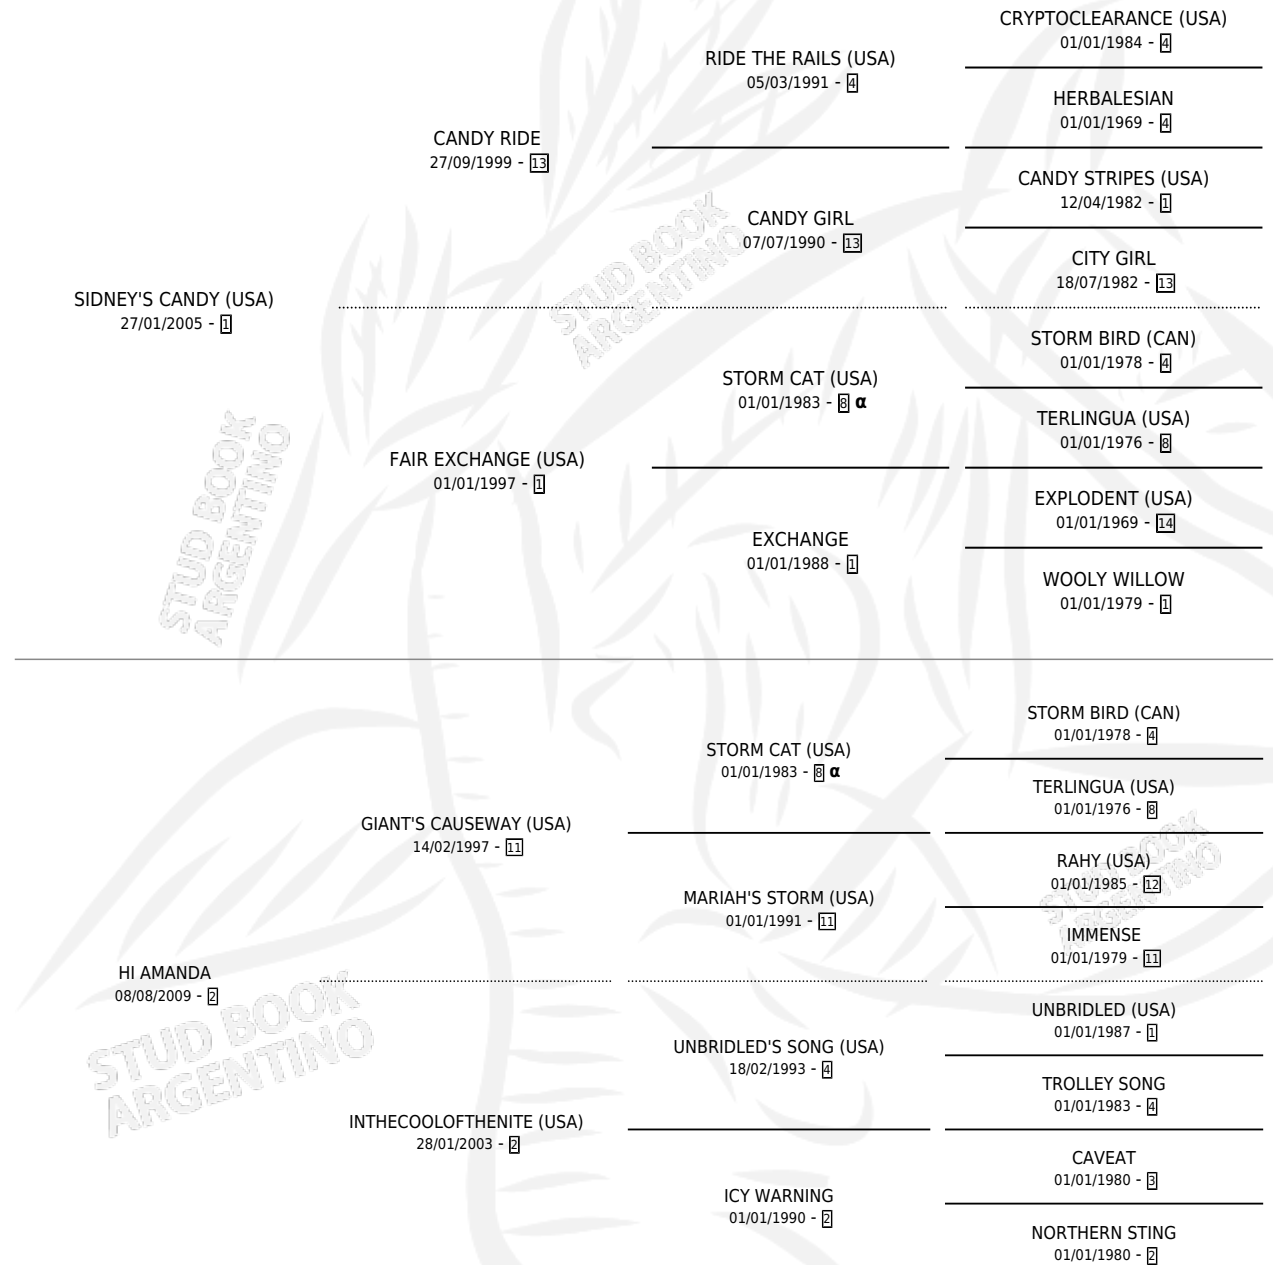 CRYPTOCLEARANCE (USA)
01/01/1984 - 4
RIDE THE RAILS (USA)
05/03/1991 - 4
HERBALESIAN
01/01/1969 - 4
CANDY RIDE
27/09/1999 - 13
CANDY STRIPES (USA)
12/04/1982 - 1
CANDY GIRL
07/07/1990 - 13
CITY GIRL
18/07/1982 - 13
SIDNEY'S CANDY (USA)
27/01/2005 - 1
STORM BIRD (CAN)
01/01/1978 - 4
STORM CAT (USA)
01/01/1983 - 8 α
TERLINGUA (USA)
01/01/1976 - 8
FAIR EXCHANGE (USA)
01/01/1997 - 1
EXPLODENT (USA)
01/01/1969 - 14
EXCHANGE
01/01/1988 - 1
WOOLY WILLOW
01/01/1979 - 1
STORM BIRD (CAN)
01/01/1978 - 4
STORM CAT (USA)
01/01/1983 - 8 α
TERLINGUA (USA)
01/01/1976 - 8
GIANT'S CAUSEWAY (USA)
14/02/1997 - 11
RAHY (USA)
01/01/1985 - 12
MARIAH'S STORM (USA)
01/01/1991 - 11
IMMENSE
01/01/1979 - 11
HI AMANDA
08/08/2009 - 2
UNBRIDLED (USA)
01/01/1987 - 1
UNBRIDLED'S SONG (USA)
18/02/1993 - 4
TROLLEY SONG
01/01/1983 - 4
INTHECOOLOFTHENITE (USA)
28/01/2003 - 2
CAVEAT
01/01/1980 - 3
ICY WARNING
01/01/1990 - 2
NORTHERN STING
01/01/1980 - 2
STUD BOOK
ARGENTINO
STUD BOOK
ARGENTINO
STUD BOOK
ARGENTINO
STUD BOOK
ARGENTINO